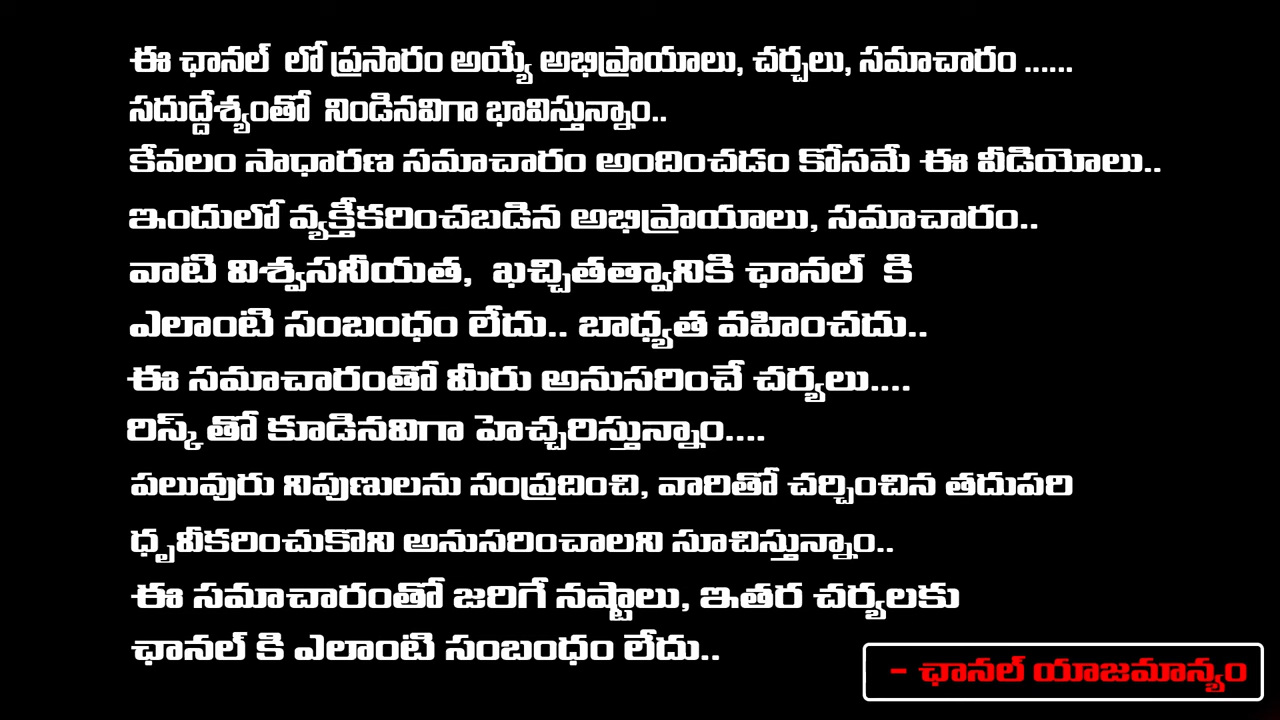 ఈ ఛానల్ లో ప్రసారం అయ్యే అభిప్రాయాలు, చర్చలు, సమాచారం ......
సదుద్దేశ్యంతో నిండినవిగా భావిస్తున్నాం..
కేవలం సాధారణ సమాచారం అందించడం కోసమే ఈ వీడియోలు..
ఇందులో వ్యక్తీకరించబడిన అభిప్రాయాలు, సమాచారం..
వాటి విశ్వసనీయత, ఖచ్చితత్వానికి ఛానల్ కి
ఎలాంటి సంబంధం లేదు.. బాధ్యత వహించదు..
ఈ సమాచారంతో మీరు అనుసరించే చర్యలు....
రిస్క్ తో కూడినవిగా హెచ్చరిస్తున్నాం....
పలువురు నిపుణులను సంప్రదించి, వారితో చర్చించిన తదుపరి
ధృవీకరించుకొని అనుసరించాలని సూచిస్తున్నాం..
ఈ సమాచారంతో జరిగే నష్టాలు, ఇతర చర్యలకు
ఛానల్ కి ఎలాంటి సంబంధం లేదు..
- ఛానల్ యాజమాన్యం